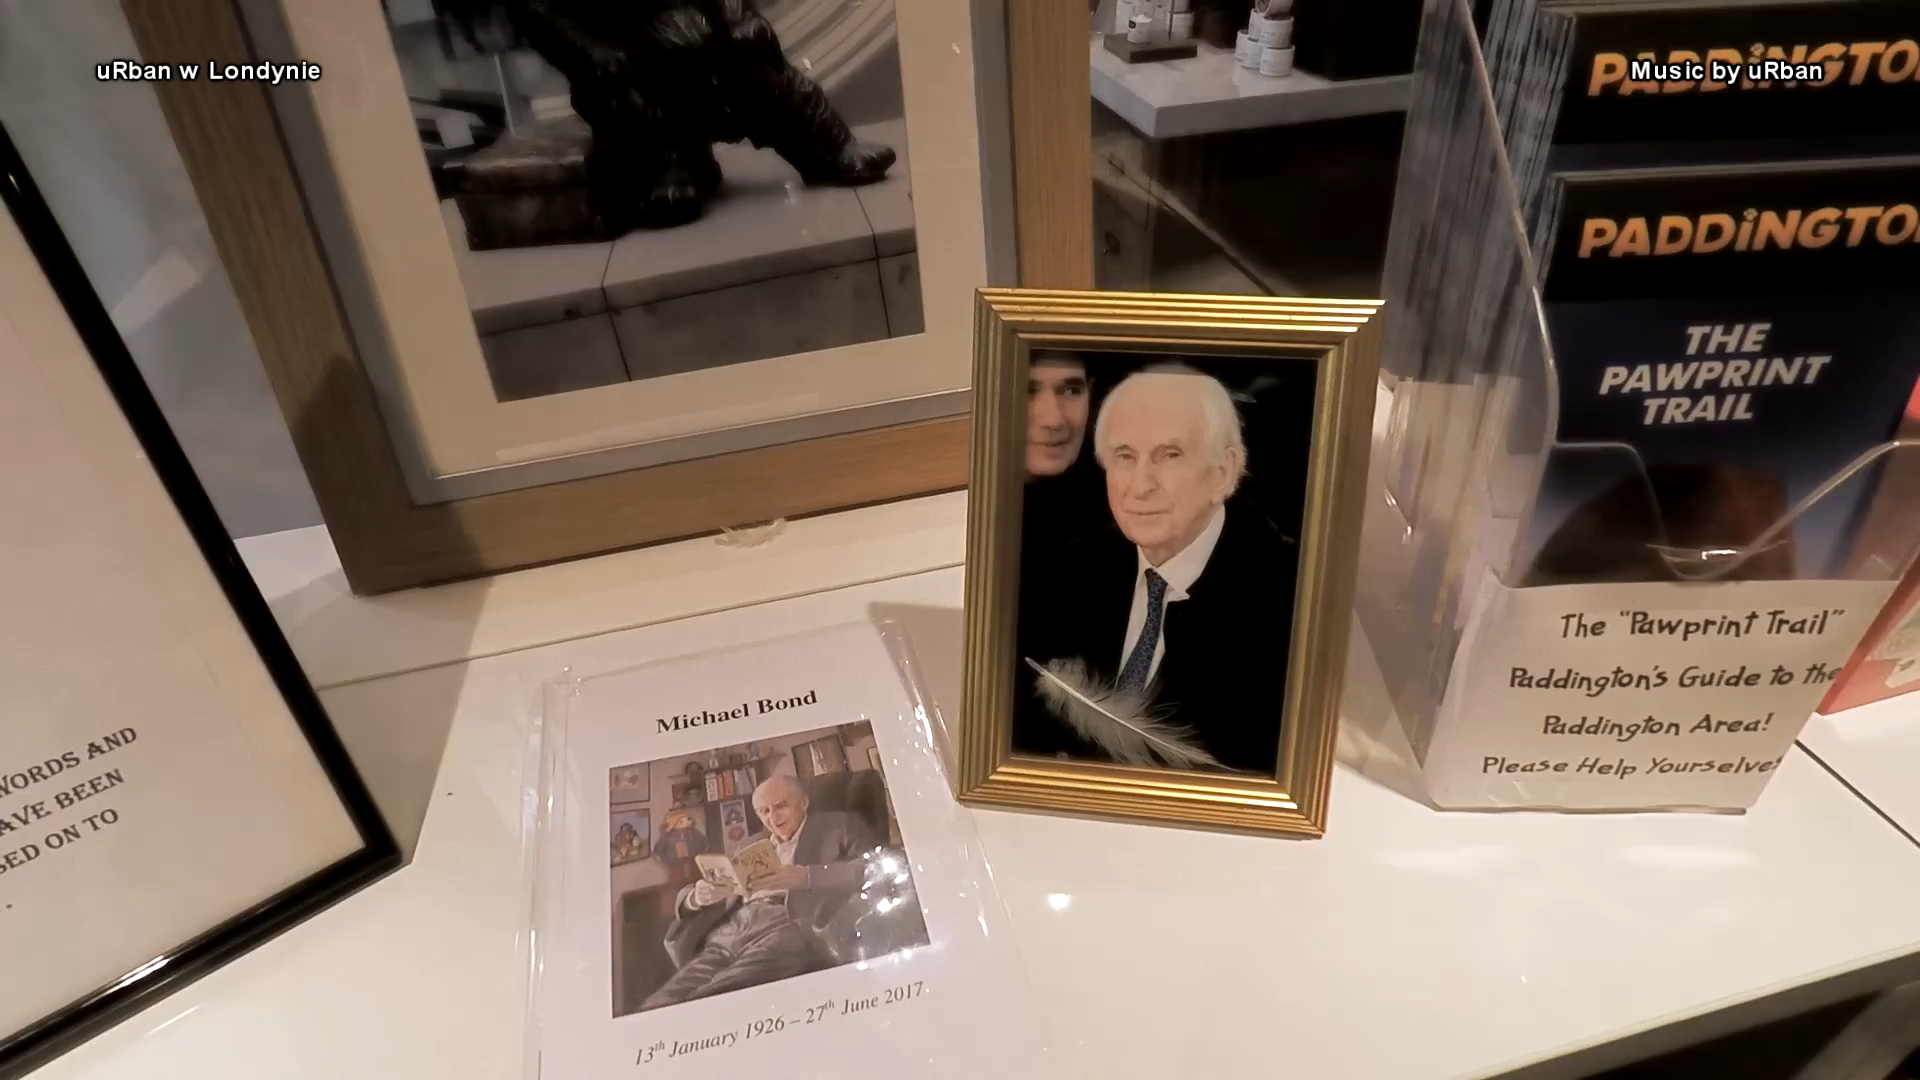 uRban w Londynie
Music by uRban
PADDiNGTO
PADDiNGTO
THE
PAWPRINT
TRAIL
The "Pawprint Trail"
Paddington's Guide to the
Paddington Area!
Please Help Yourselves
Michael Bond
13th January 1926 – 27th June 2017
WORDS AND
AVE BEEN
SED ON TO